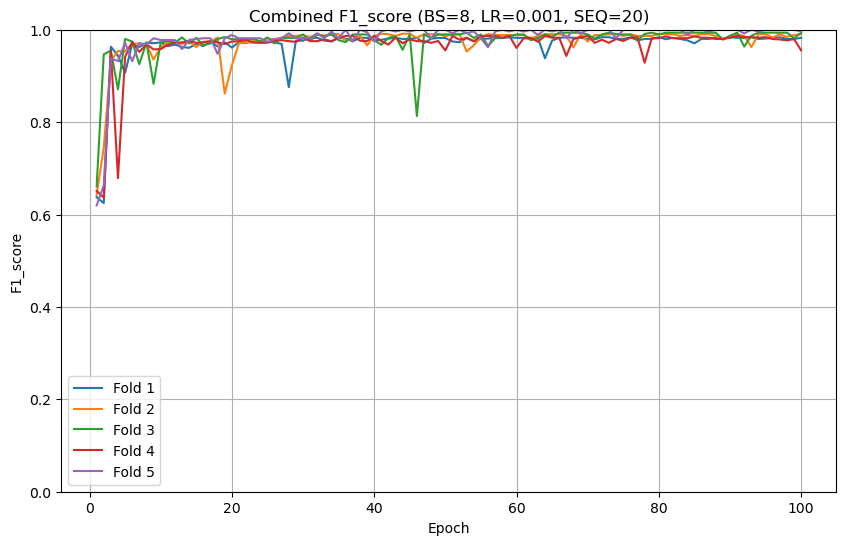 Combined F1_score (BS=8, LR=0.001, SEQ=20)
1.0
0.8
0.6
0.4
0.2
0.0
F1_score
Fold 1
Fold 2
Fold 3
Fold 4
Fold 5
0 20 40 60 80 100
Epoch